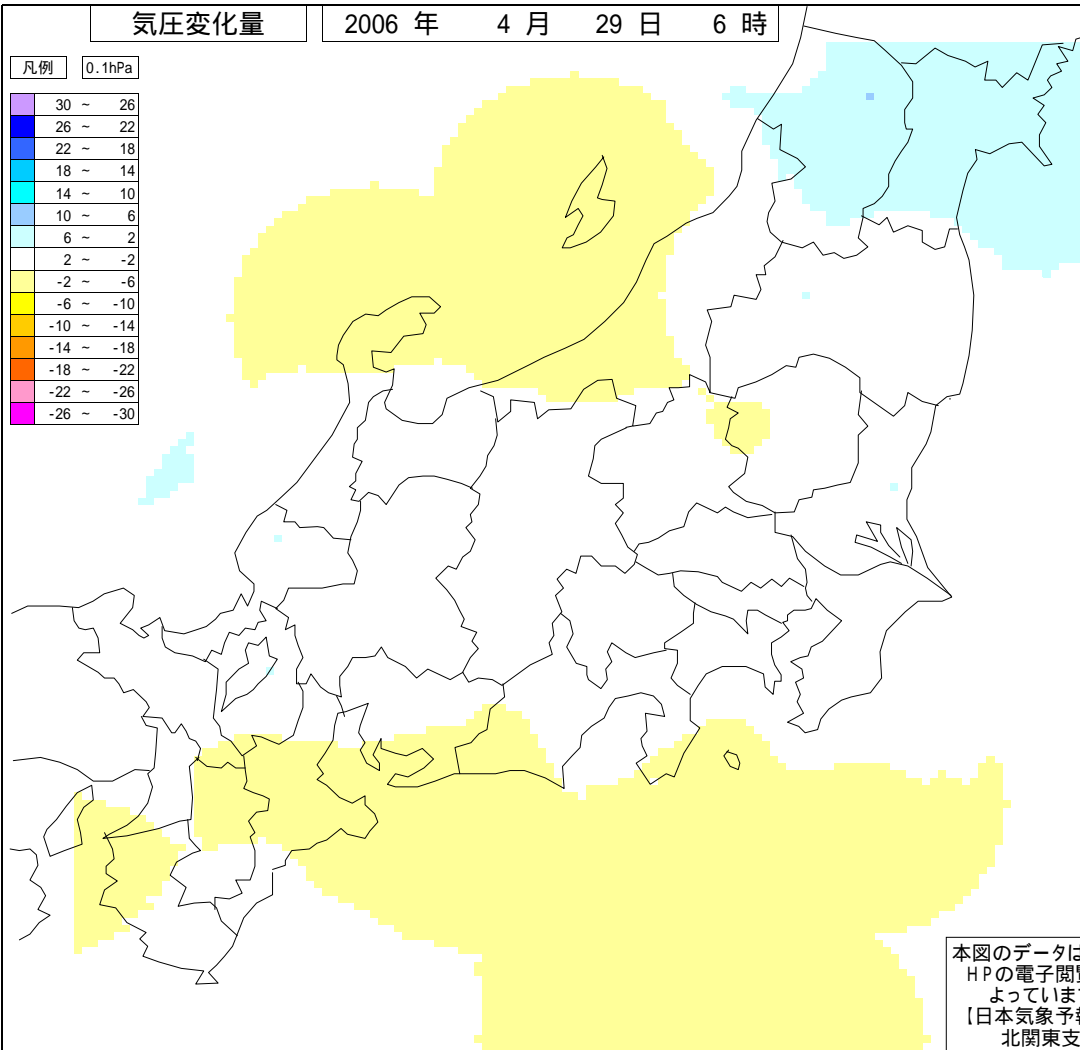 気圧変化量 2006 年 4 月 29 日 6 時
凡例 0.1hPa
30 ~ 26
26 ~ 22
22 ~ 18
18 ~ 14
14 ~ 10
10 ~ 6
6 ~ 2
2 ~ -2
-2 ~ -6
-6 ~ -10
-10 ~ -14
-14 ~ -18
-18 ~ -22
-22 ~ -26
-26 ~ -30
本図のデータは
HPの電子閲覧
よっています
【日本気象予報
北関東支